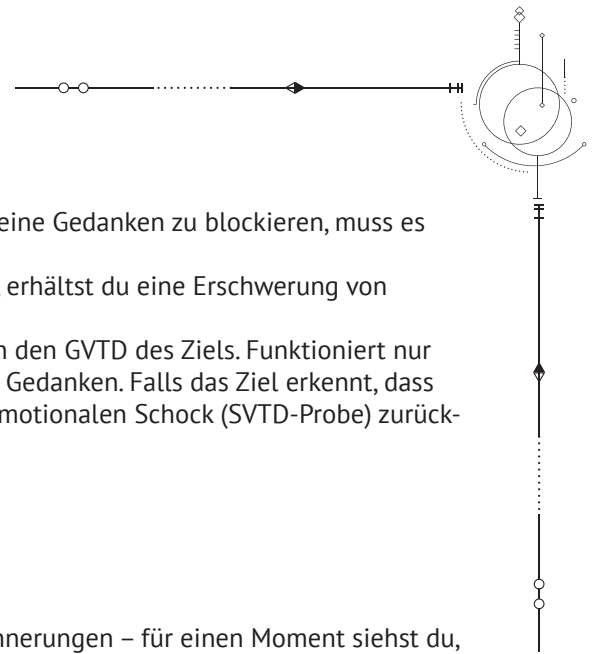 eine Gedanken zu blockieren, muss es
erhältst du eine Erschwerung von
den GVTD des Ziels. Funktioniert nur
Gedanken. Falls das Ziel erkennt, dass
motionalen Schock (SVTD-Probe) zurück-
nnerungen – für einen Moment siehst du,